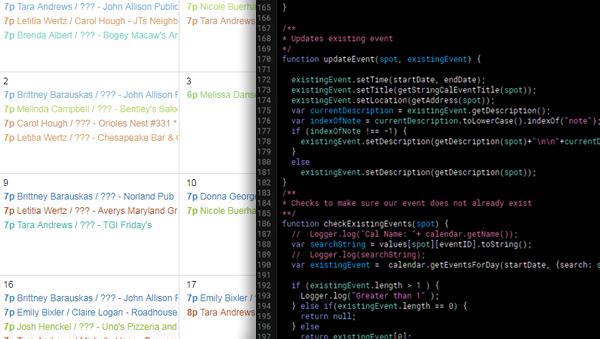 7p Tara Andrews / ??? - John Allison Public
7p Letitia Wertz / Carol Hough - JTs Neighb
7p Brenda Albert / ??? - Bogey Macaw's Ar
7p Nicole Buerha
7p Tara Andrews
2
7p Brittney Barauskas / ??? - John Allison F
7p Melinda Campbell / ??? - Bentley's Saloo
7p Carol Hough / ??? - Orioles Nest #331 *
7p Letitia Wertz / ??? - Chesapeake Bar & G
3
6p Melissa Dans
9
7p Brittney Barauskas / ??? - Norland Pub
7p Letitia Wertz / ??? - Averys Maryland Gr
7p Tara Andrews / ??? - TGI Friday's
10
7p Donna George
7p Nicole Buerha
16
7p Brittney Barauskas / ??? - John Allison F
7p Emily Bixler / Claire Logan - Roadhouse
7p Josh Henckel / ??? - Uno's Pizzeria and
17
7p Emily Bixler /
8p Tara Andrews
165 }
166
167 /**
168 * Updates existing event
169 */
170 function updateEvent(spot, existingEvent) {
171
172 existingEvent.setTime(startDate, endDate);
173 existingEvent.setTitle(getStringCalEventTitle(spot));
174 existingEvent.setLocation(getAddress(spot));
175 var currentDescription = existingEvent.getDescription();
176 var indexOfNote = currentDescription.toLowerCase().indexOf("note");
177 if (indexOfNote !== -1) {
178 existingEvent.setDescription(getDescription(spot)+"\n\n"+currentD
179 }
180 else
181 existingEvent.setDescription(getDescription(spot));
182 }
183 /**
184 * Checks to make sure our event does not already exist
185 **/
186 function checkExistingEvents(spot) {
187 // Logger.log("Cal Name: "+ calendar.getName());
188 var searchString = values[spot][eventID].toString();
189 // Logger.log(searchString);
190 var existingEvent = calendar.getEventsForDay(startDate, {search: s
191
192 if (existingEvent.length > 1 ) {
193 Logger.log("Greater than 1" );
194 } else if(existingEvent.length == 0) {
195 return null;
196 } else
197 return existingEvent[0];